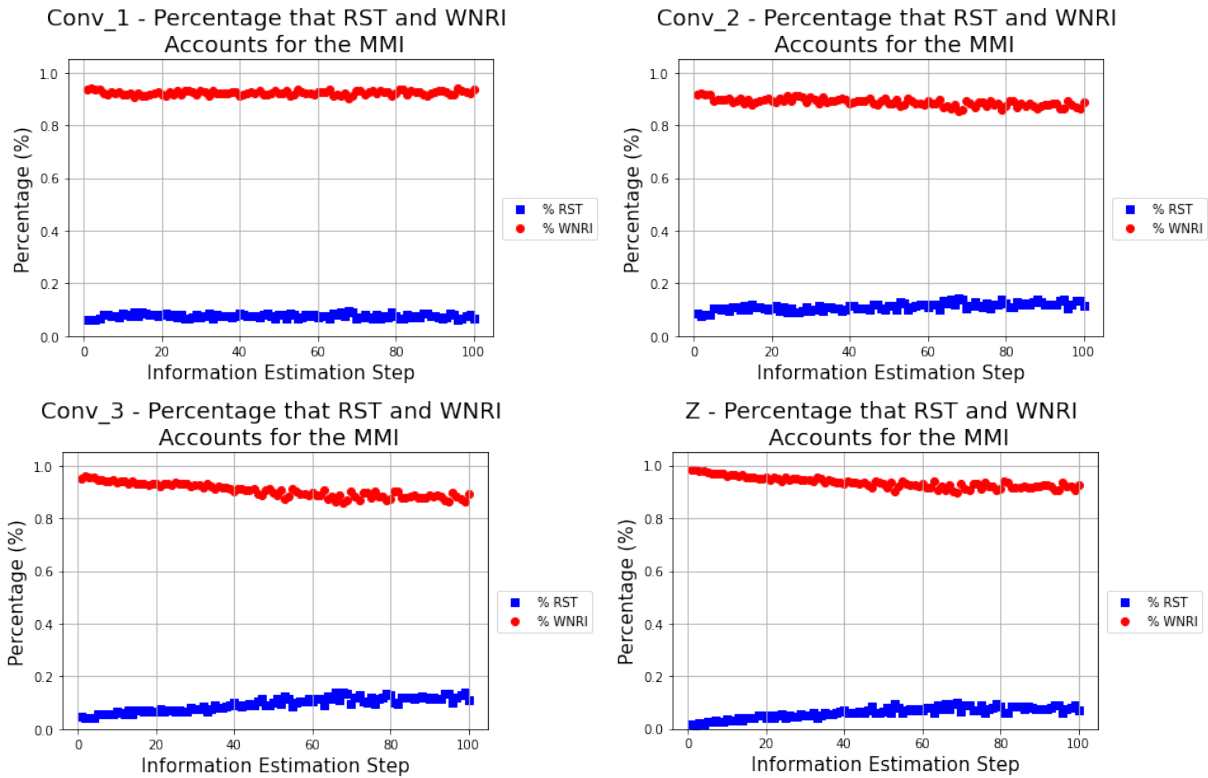 Conv_1 - Percentage that RST and WNRI
Accounts for the MMI
1.0
0.8
0.6
0.4
0.2
0.0
Percentage (%)
0 20 40 60 80 100
Information Estimation Step
% RST
% WNRI
Conv_2 - Percentage that RST and WNRI
Accounts for the MMI
1.0
0.8
0.6
0.4
0.2
0.0
Percentage (%)
0 20 40 60 80 100
Information Estimation Step
% RST
% WNRI
Conv_3 - Percentage that RST and WNRI
Accounts for the MMI
1.0
0.8
0.6
0.4
0.2
0.0
Percentage (%)
0 20 40 60 80 100
Information Estimation Step
% RST
% WNRI
Z - Percentage that RST and WNRI
Accounts for the MMI
1.0
0.8
0.6
0.4
0.2
0.0
Percentage (%)
0 20 40 60 80 100
Information Estimation Step
% RST
% WNRI